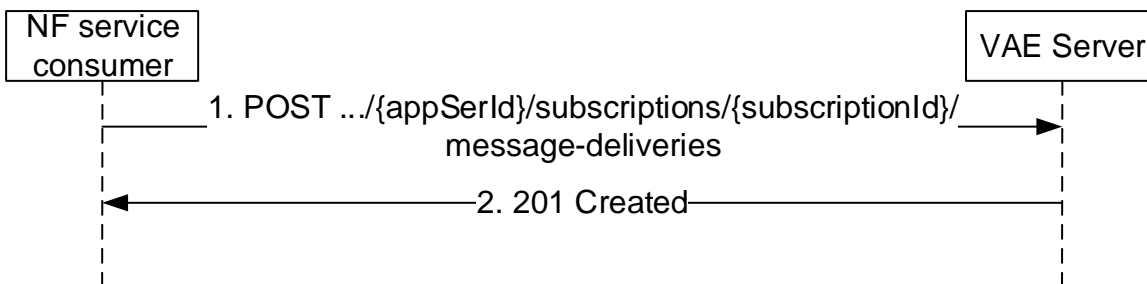 NF service
consumer
VAE Server
1. POST .../{appSerId}/subscriptions/{subscriptionId}/
message-deliveries
2. 201 Created